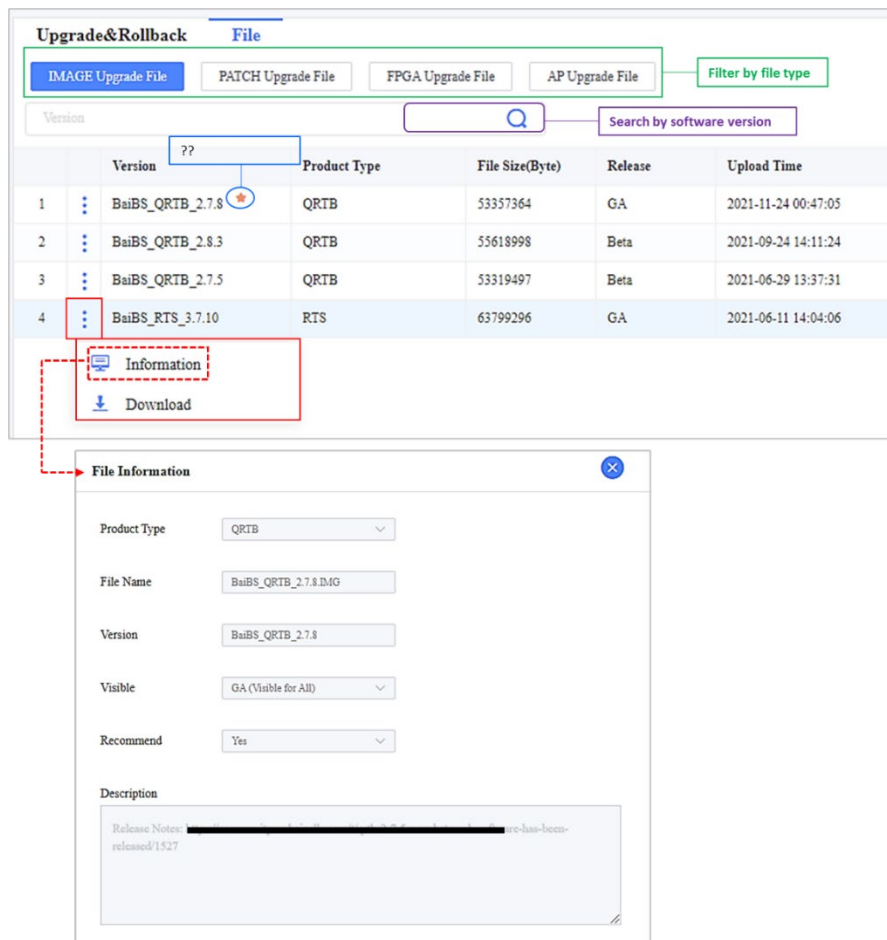 Upgrade&Rollback File
IMAGE Upgrade File PATCH Upgrade File FPGA Upgrade File AP Upgrade File Filter by file type
Version Search by software version
??
Version Product Type File Size(Byte) Release Upload Time
1 BaiBS_QRTB_2.7.8 QRTB 53357364 GA 2021-11-24 00:47:05
2 BaiBS_QRTB_2.8.3 QRTB 55618998 Beta 2021-09-24 14:11:24
3 BaiBS_QRTB_2.7.5 QRTB 53319497 Beta 2021-06-29 13:37:31
4 BaiBS_RTS_3.7.10 RTS 63799296 GA 2021-06-11 14:04:06
Information
Download
File Information
Product Type QRTB
File Name BaiBS_QRTB_2.7.8.IMG
Version BaiBS_QRTB_2.7.8
Visible GA (Visible for All)
Recommend Yes
Description
Release Notes: are-has-been-
released/1527